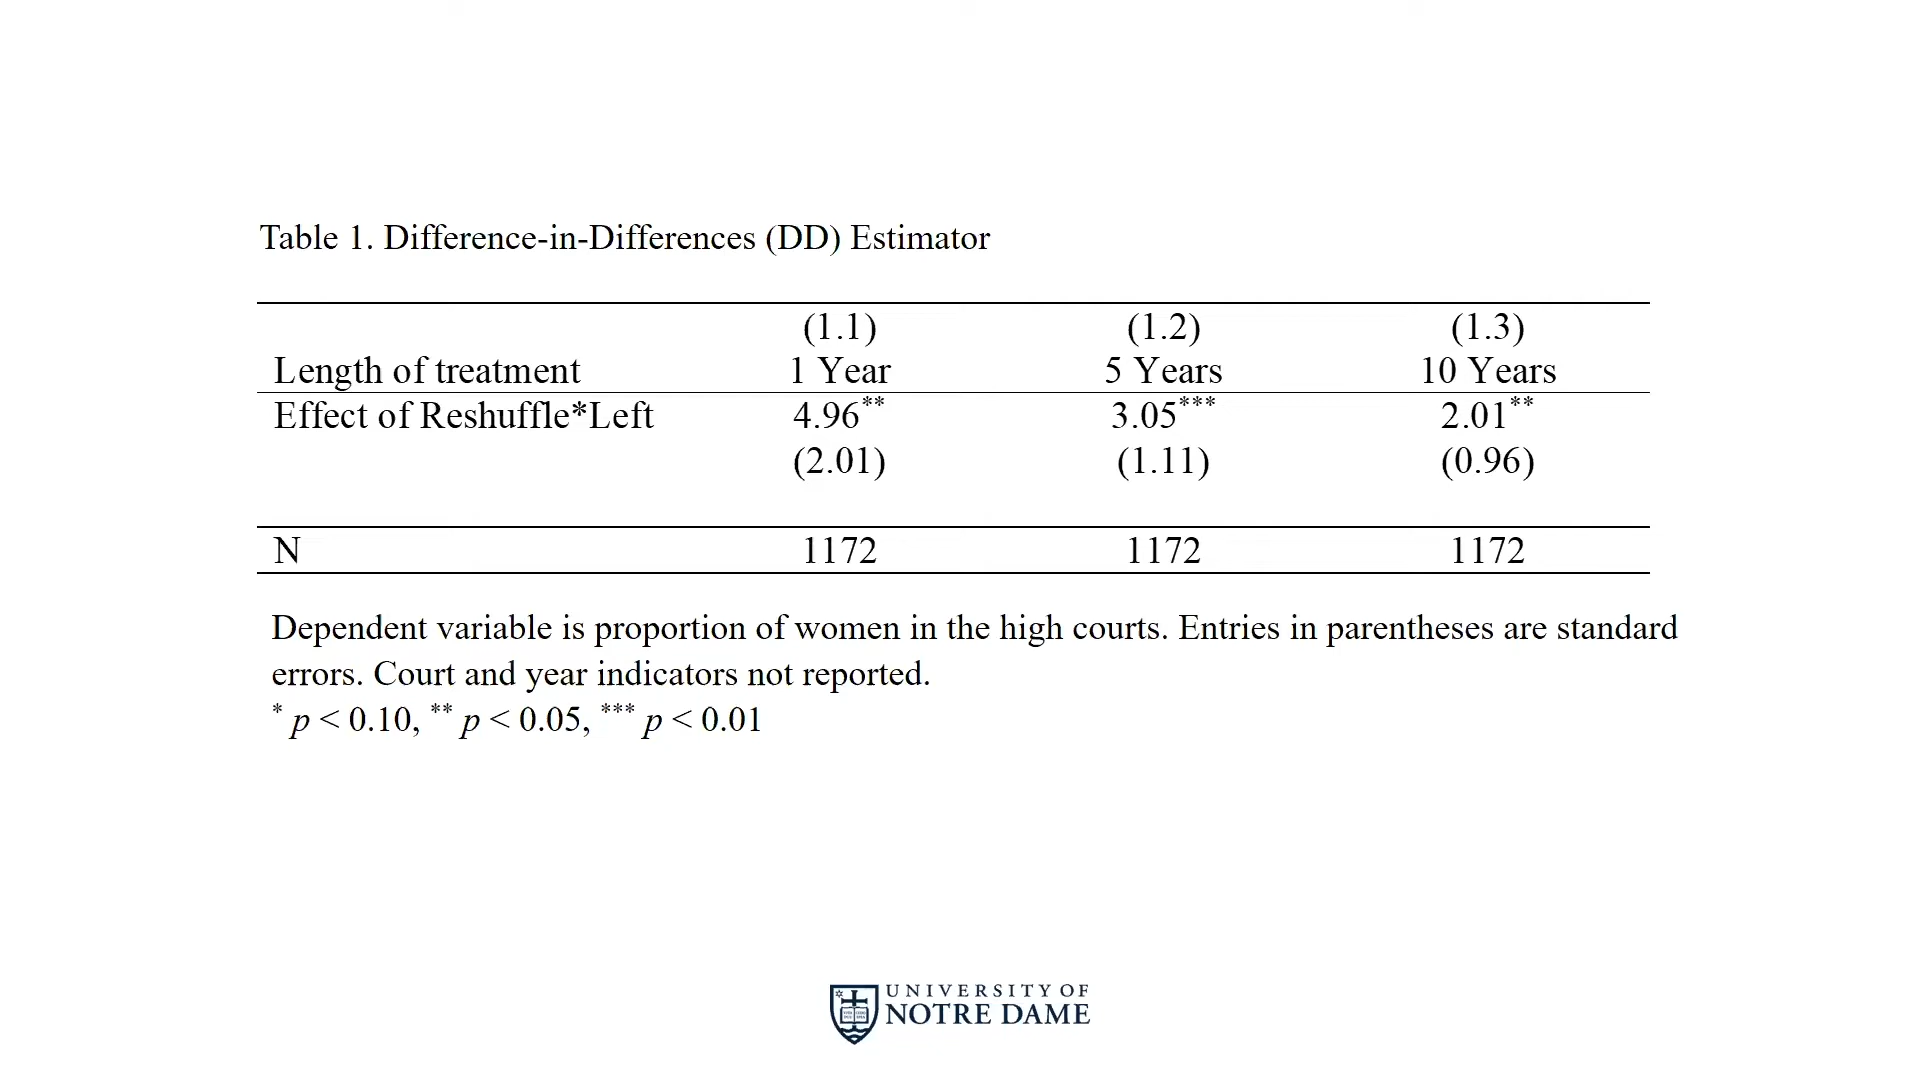 Table 1. Difference-in-Differences (DD) Estimator
(1.1) (1.2) (1.3)
Length of treatment 1 Year 5 Years 10 Years
Effect of Reshuffle*Left 4.96** 3.05*** 2.01**
(2.01) (1.11) (0.96)
N 1172 1172 1172
Dependent variable is proportion of women in the high courts. Entries in parentheses are standard
errors. Court and year indicators not reported.
* p < 0.10, ** p < 0.05, *** p < 0.01
UNIVERSITY OF
NOTRE DAME